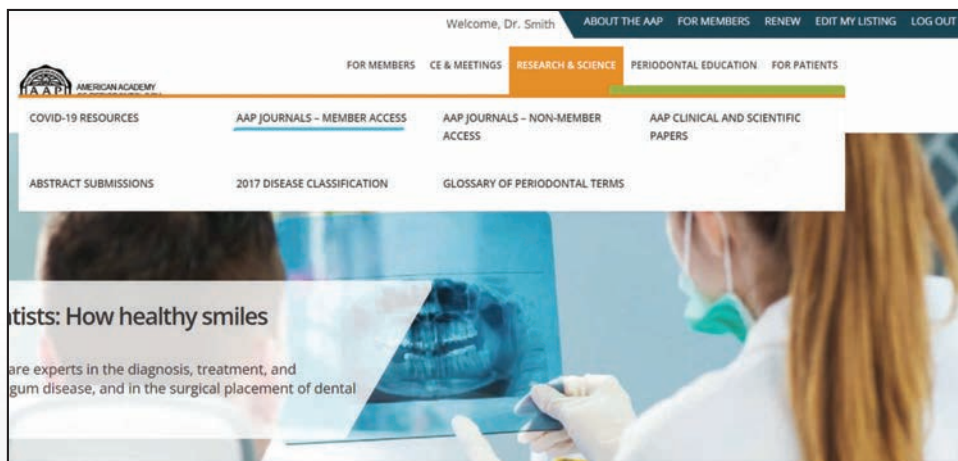 Welcome, Dr. Smith
ABOUT THE AAP FOR MEMBERS RENEW EDIT MY LISTING LOG OUT
FOR MEMBERS CE & MEETINGS RESEARCH & SCIENCE PERIODONTAL EDUCATION FOR PATIENTS
AAP
AMERICAN ACADEMY
COVID-19 RESOURCES
AAP JOURNALS – MEMBER ACCESS
AAP JOURNALS – NON-MEMBER
ACCESS
AAP CLINICAL AND SCIENTIFIC
PAPERS
ABSTRACT SUBMISSIONS
2017 DISEASE CLASSIFICATION
GLOSSARY OF PERIODONTAL TERMS
tists: How healthy smiles
are experts in the diagnosis, treatment, and
gum disease, and in the surgical placement of dental